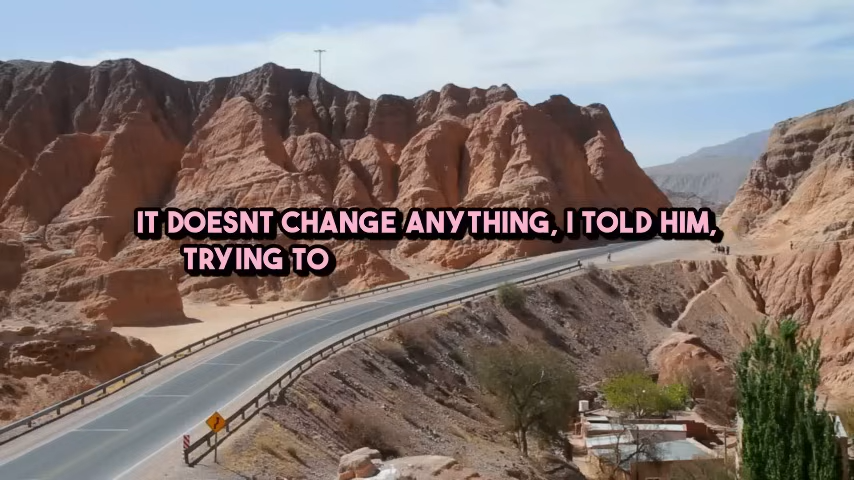 IT DOESNT CHANGE ANYTHING, I TOLD HIM,
TRYING TO